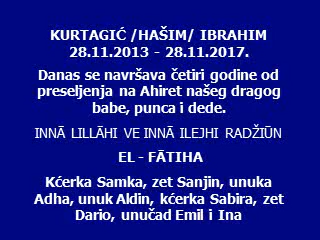 KURTAGIĆ /HAŠIM/ IBRAHIM
28.11.2013 - 28.11.2017.
Danas se navršava četiri godine od
preseljenja na Ahiret našeg dragog
babe, punca i dede.
INNĀ LILLĀHI VE INNĀ ILEJHI RADŽIŪN
EL - FĀTIHA
Kćerka Samka, zet Sanjin, unuka
Adha, unuk Aldin, kćerka Sabira, zet
Dario, unučad Emil i Ina